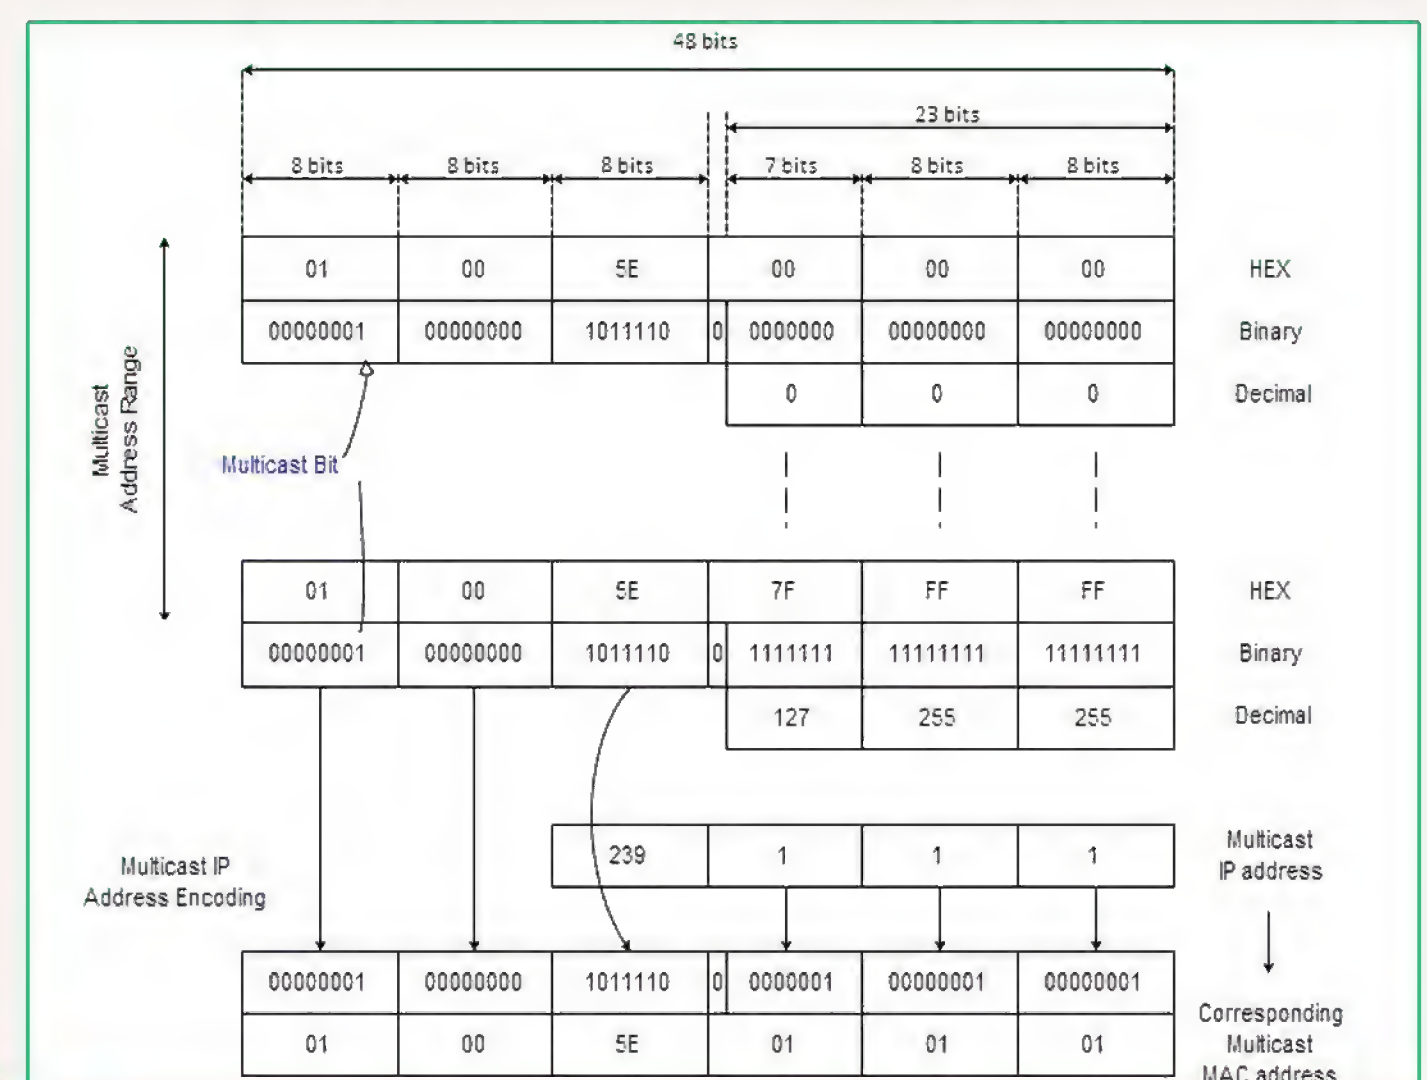 48 bits
23 bits
8 bits 8 bits 8 bits 7 bits 8 bits 8 bits
01 00 5E 00 00 00 HEX
00000001 00000000 1011110 0 0000000 00000000 00000000 Binary
0 0 0 Decimal
Multicast
Address Range
Multicast Bit
01 00 5E 7F FF FF HEX
00000001 00000000 1011110 0 1111111 11111111 11111111 Binary
127 255 255 Decimal
239 1 1 1
Multicast
IP address
Multicast IP
Address Encoding
00000001 00000000 1011110 0 0000001 00000001 00000001
01 00 5E 01 01 01
Corresponding
Multicast
MAC address